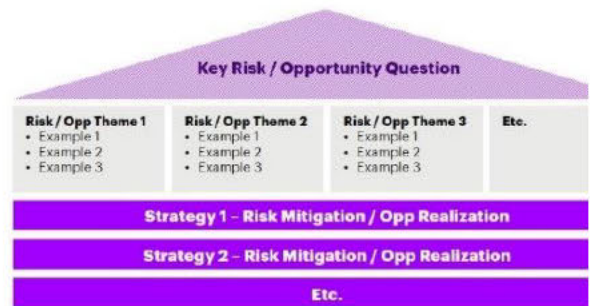 Key Risk / Opportunity Question
Risk / Opp Theme 1
• Example 1
• Example 2
• Example 3
Risk / Opp Theme 2
• Example 1
• Example 2
• Example 3
Risk / Opp Theme 3
• Example 1
• Example 2
• Example 3
Etc.
Strategy 1 – Risk Mitigation / Opp Realization
Strategy 2 – Risk Mitigation / Opp Realization
Etc.